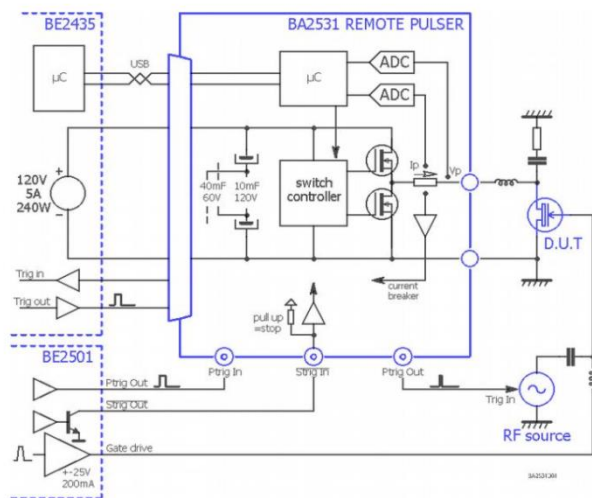 BE2435
BA2531 REMOTE PULSER
USB
µC
µC
ADC
ADC
120V
5A
240W
+
−
40mF
60V
10mF
120V
switch
controller
Ip
Vp
D.U.T
current
breaker
Trig in
Trig out
pull up
=stop
BE2501
Ptrig In
Strig In
Ptrig Out
Ptrig Out
Strig Out
Trig In
RF source
Gate drive
+-25V
200mA